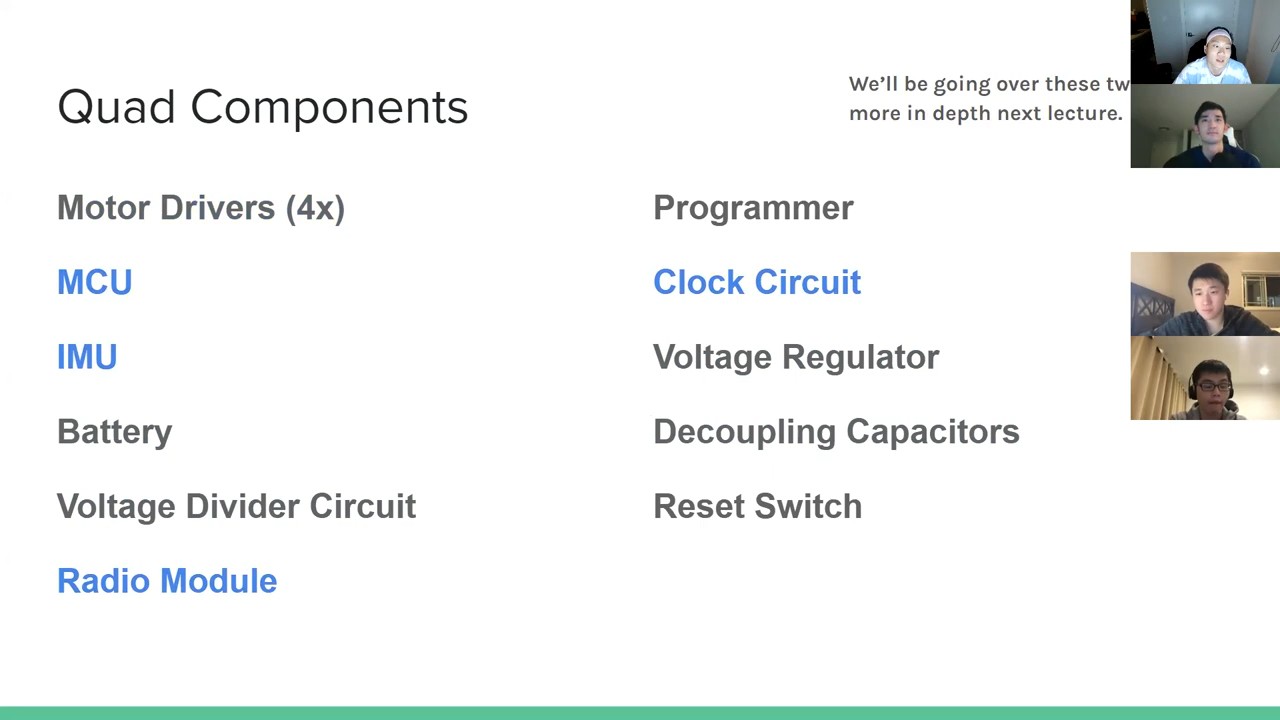 Quad Components
We'll be going over these tw
more in depth next lecture.
Motor Drivers (4x)
MCU
IMU
Battery
Voltage Divider Circuit
Radio Module
Programmer
Clock Circuit
Voltage Regulator
Decoupling Capacitors
Reset Switch